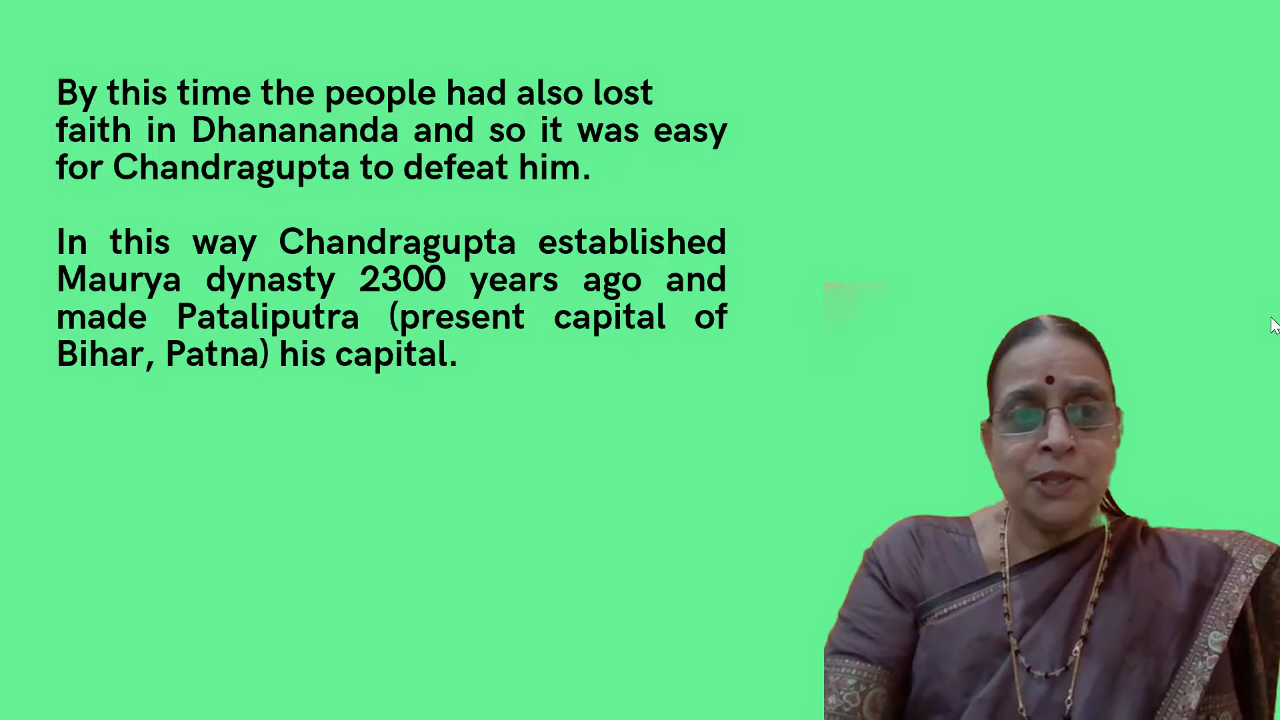 By this time the people had also lost
faith in Dhanananda and so it was easy
for Chandragupta to defeat him.
In this way Chandragupta established
Maurya dynasty 2300 years ago and
made Pataliputra (present capital of
Bihar, Patna) his capital.